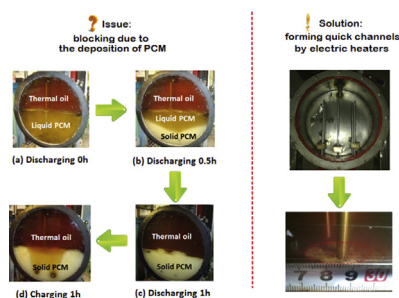 ? Issue:
blocking due to
the deposition of PCM
Thermal oil
Liquid PCM
(a) Discharging 0h
Thermal oil
Liquid PCM
Solid PCM
(b) Discharging 0.5h
Thermal oil
Solid PCM
(c) Discharging 1h
Thermal oil
Solid PCM
(d) Charging 1h
! Solution:
forming quick channels
by electric heaters
7 8 9 30